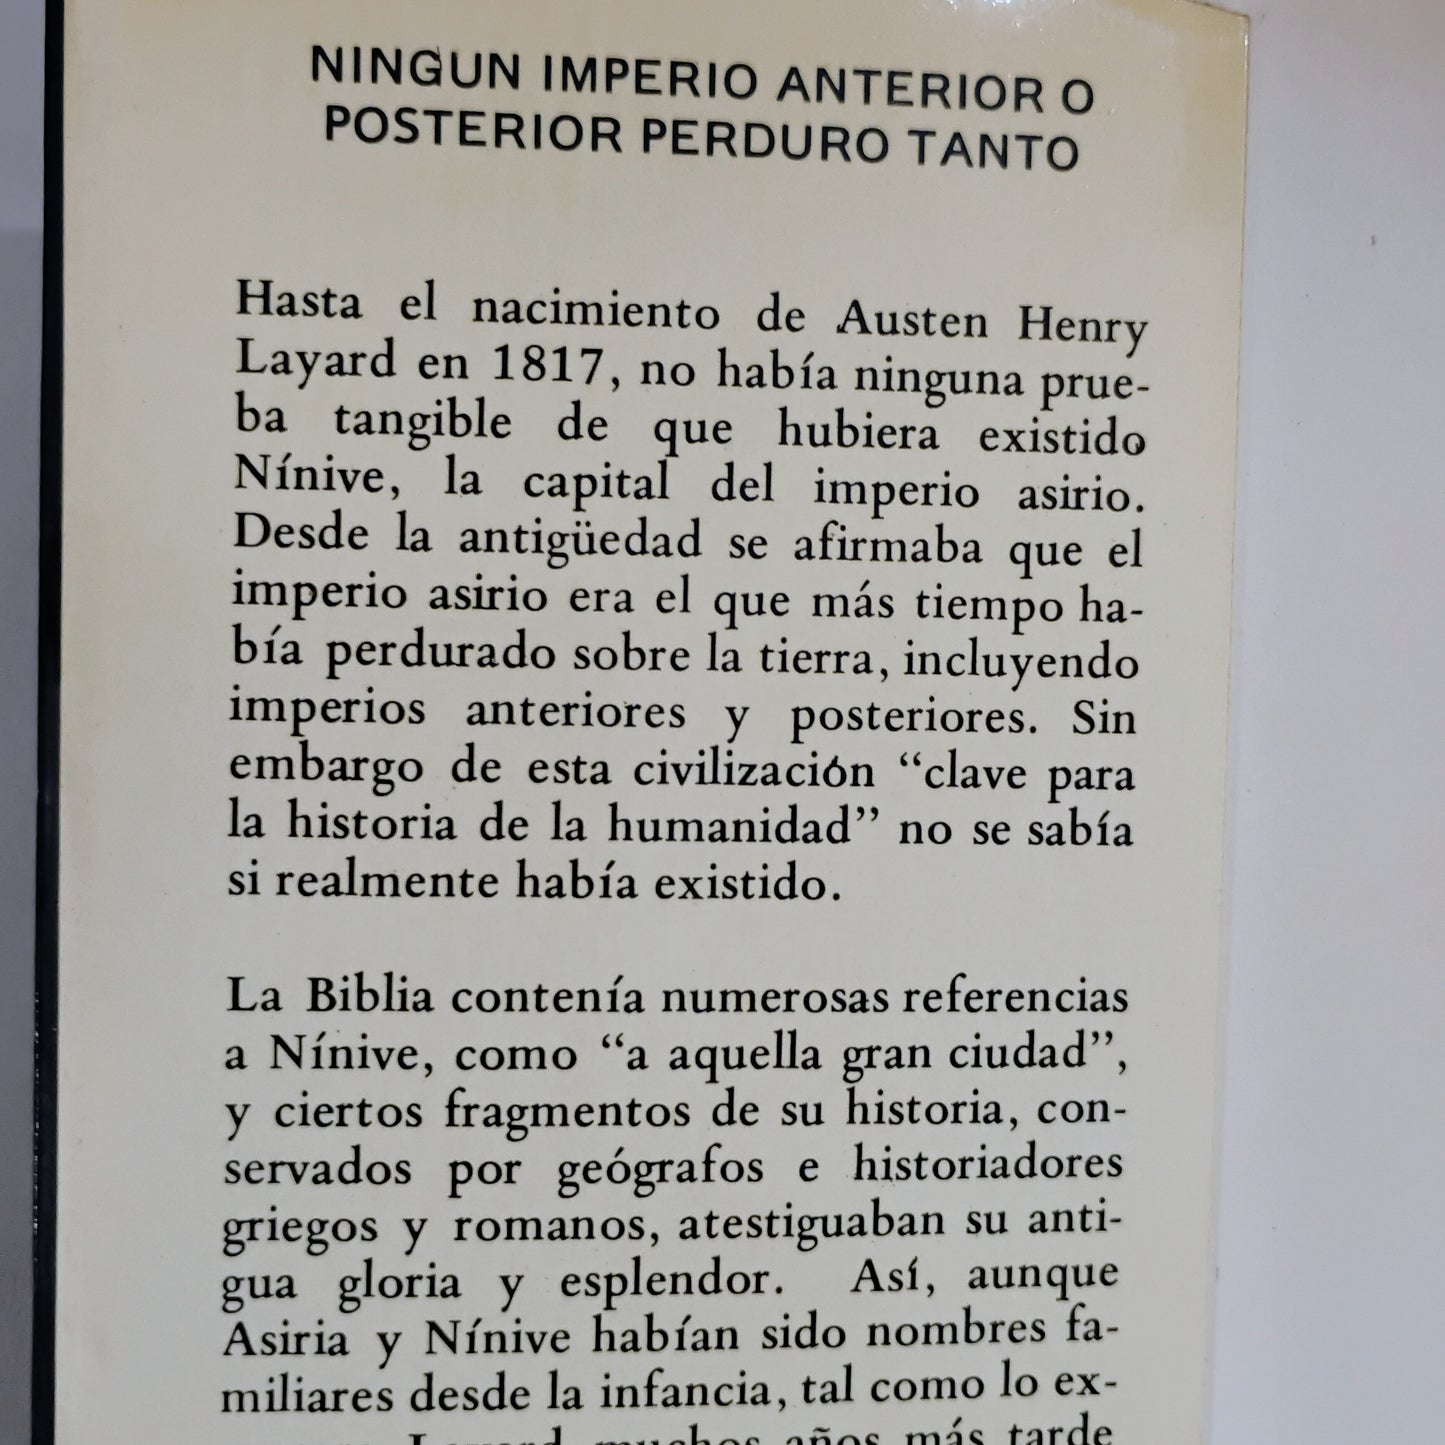 NINGUN IMPERIO ANTERIOR O
POSTERIOR PERDURO TANTO
Hasta el nacimiento de Austen Henry
Layard en 1817, no había ninguna prue-
ba tangible de que hubiera existido
Nínive, la capital del imperio asirio.
Desde la antigüedad se afirmaba que el
imperio asirio era el que más tiempo ha-
bía perdurado sobre la tierra, incluyendo
imperios anteriores y posteriores. Sin
embargo de esta civilización “clave para
la historia de la humanidad” no se sabía
si realmente había existido.
La Biblia contenía numerosas referencias
a Nínive, como “a aquella gran ciudad”,
y ciertos fragmentos de su historia, con-
servados por geógrafos e historiadores
griegos y romanos, atestiguaban su anti-
gua gloria y esplendor. Así, aunque
Asiria y Nínive habían sido nombres fa-
miliares desde la infancia, tal como lo ex-
Layard muchos años más tarde